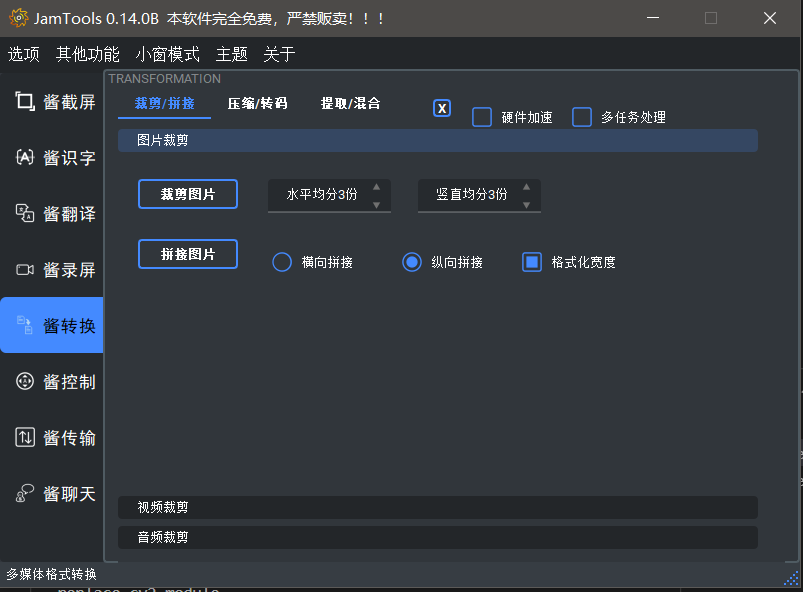 JamTools 0.14.0B 本软件完全免费，严禁贩卖！！！
选项 其他功能 小窗模式 主题 关于
TRANSFORMATION
酱截屏
酱识字
酱翻译
酱录屏
酱转换
酱控制
酱传输
酱聊天
裁剪/拼接 压缩/转码 提取/混合 X 硬件加速 多任务处理
图片裁剪
裁剪图片 水平均分3份 竖直均分3份
拼接图片 横向拼接 纵向拼接 格式化宽度
视频裁剪
音频裁剪
多媒体格式转换